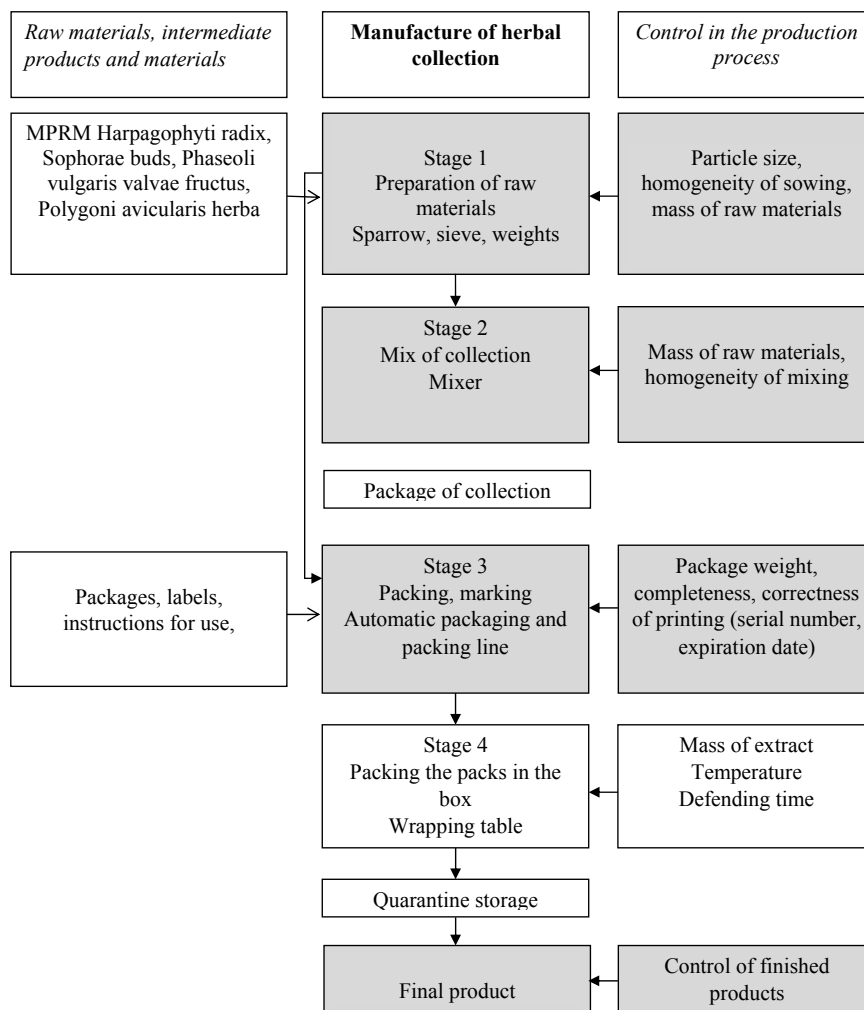 Raw materials, intermediate
products and materials
Manufacture of herbal
collection
Control in the production
process
MPRM Harpagophyti radix,
Sophorae buds, Phaseoli
vulgaris valvae fructus,
Polygoni avicularis herba
Stage 1
Preparation of raw
materials
Sparrow, sieve, weights
Particle size,
homogeneity of sowing,
mass of raw materials
Stage 2
Mix of collection
Mixer
Mass of raw materials,
homogeneity of mixing
Package of collection
Packages, labels,
instructions for use,
Stage 3
Packing, marking
Automatic packaging and
packing line
Package weight,
completeness, correctness
of printing (serial number,
expiration date)
Stage 4
Packing the packs in the
box
Wrapping table
Mass of extract
Temperature
Defending time
Quarantine storage
Final product
Control of finished
products